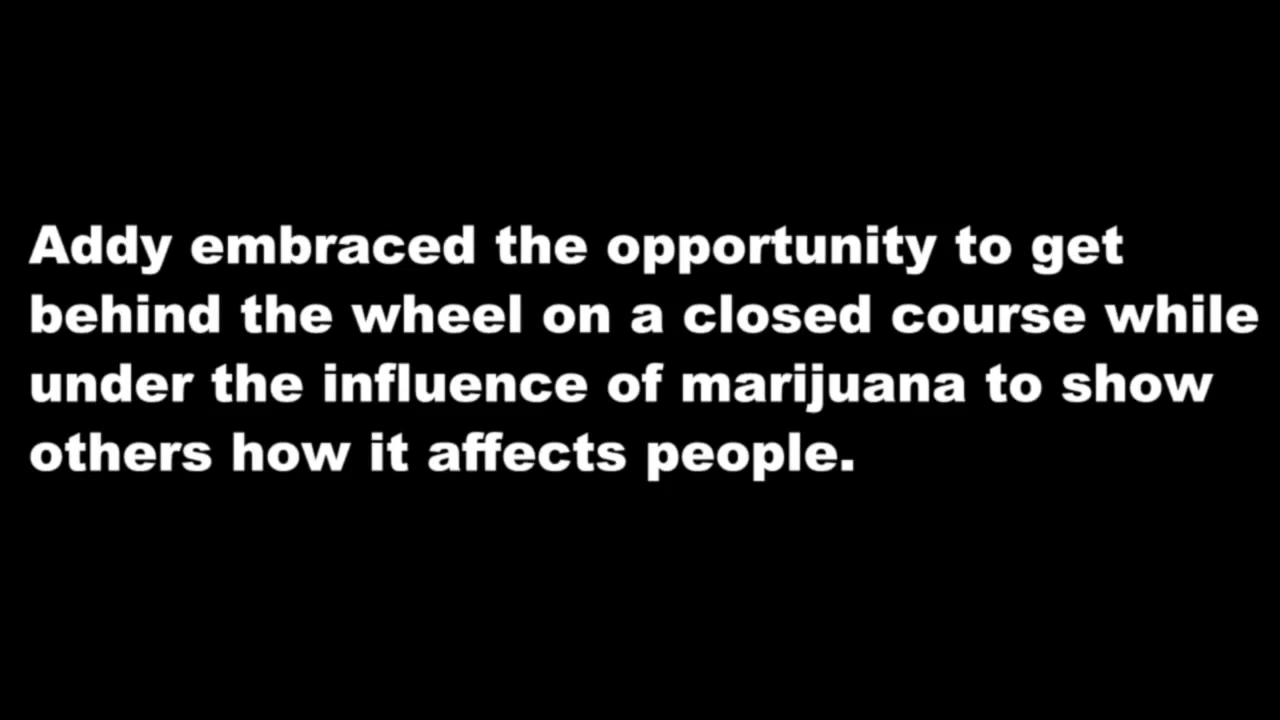 Addy embraced the opportunity to get
behind the wheel on a closed course while
under the influence of marijuana to show
others how it affects people.